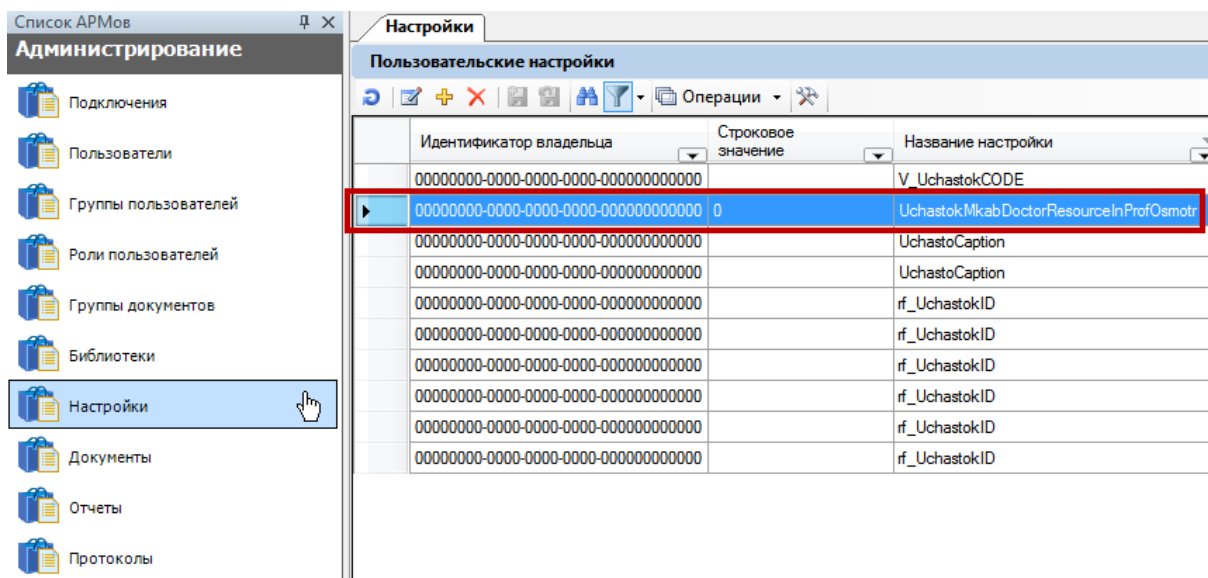 Список АРМов
Администрирование
Подключения
Пользователи
Группы пользователей
Роли пользователей
Группы документов
Библиотеки
Настройки
Документы
Отчеты
Протоколы
Настройки
Пользовательские настройки
Операции
Идентификатор владельца Строковое значение Название настройки
00000000-0000-0000-0000-000000000000 V_UchastokCODE
00000000-0000-0000-0000-000000000000 0 UchastokMkabDoctorResourceInProfOsmotr
00000000-0000-0000-0000-000000000000 UchastoCaption
00000000-0000-0000-0000-000000000000 UchastoCaption
00000000-0000-0000-0000-000000000000 rf_UchastokID
00000000-0000-0000-0000-000000000000 rf_UchastokID
00000000-0000-0000-0000-000000000000 rf_UchastokID
00000000-0000-0000-0000-000000000000 rf_UchastokID
00000000-0000-0000-0000-000000000000 rf_UchastokID
00000000-0000-0000-0000-000000000000 rf_UchastokID